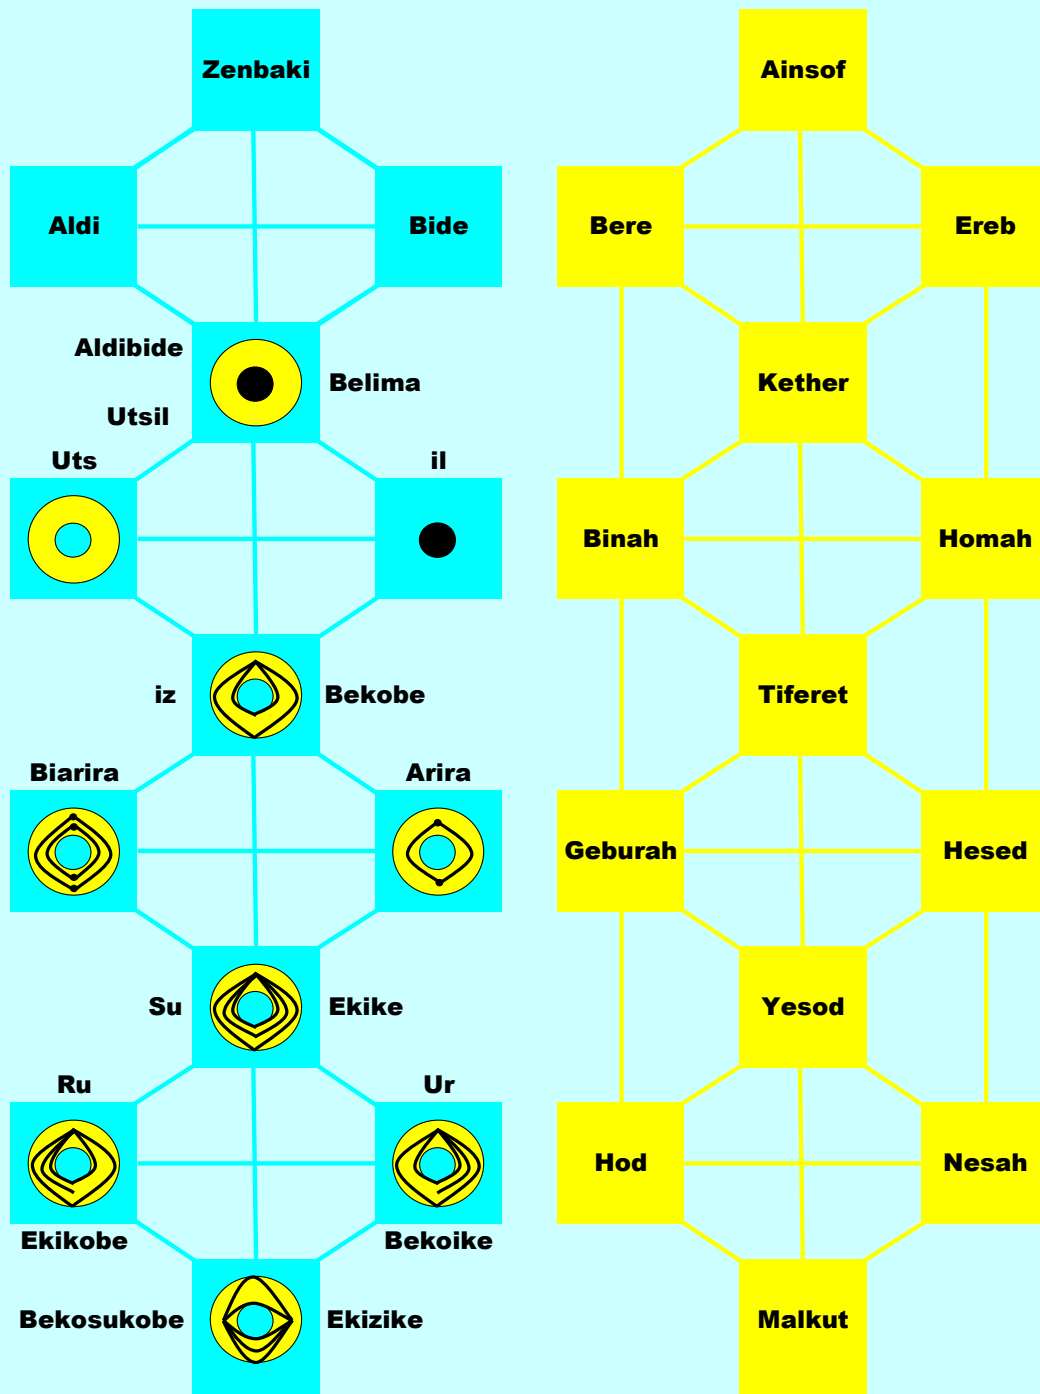 Zenbaki
Aldi
Bide
Aldibide
Belima
Utsil
Uts
il
iz
Bekobe
Biarira
Arira
Su
Ekike
Ru
Ur
Ekikobe
Bekoike
Bekosukobe
Ekizike
Ainsof
Bere
Ereb
Kether
Binah
Homah
Tiferet
Geburah
Hesed
Yesod
Hod
Nesah
Malkut